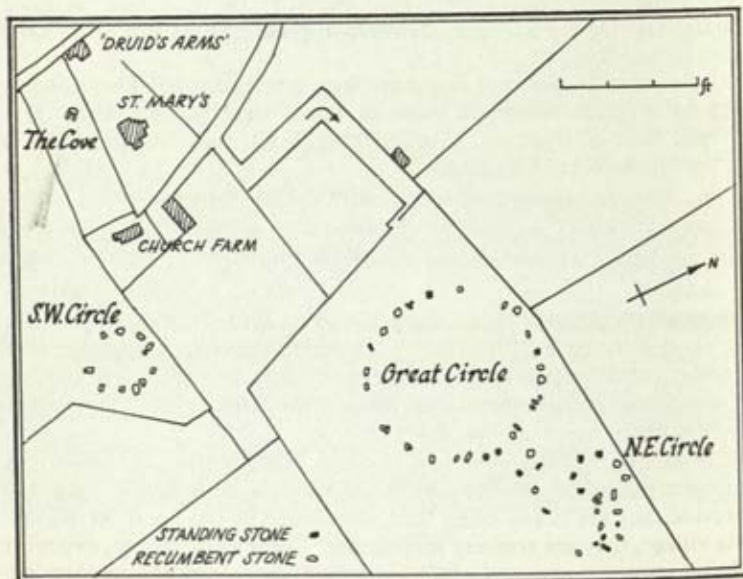 'DRUID'S ARMS'
ST. MARY'S
The Cove
CHURCH FARM
ft
N
S.W. Circle
Great Circle
N.E. Circle
STANDING STONE
RECUMBENT STONE